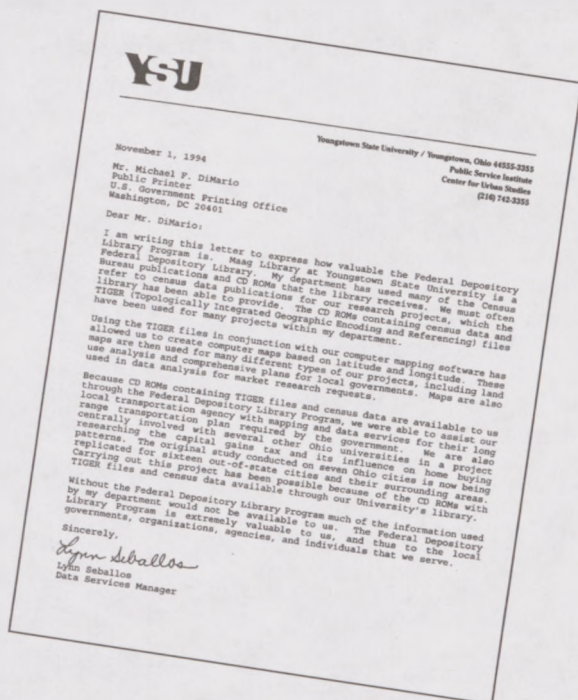 YSU
Youngstown State University / Youngstown, Ohio 44555-3355
Public Service Institute
Center for Urban Studies
(216) 742-3355
November 1, 1994
Mr. Michael F. DiMario
Public Printer
U.S. Government Printing Office
Washington, DC 20401
Dear Mr. DiMario:
I am writing this letter to express how valuable the Federal Depository
Library Program is. Maag Library at Youngstown State University is a
Federal Depository Library. My department has used many of the Census
Bureau publications and CD ROMs that the library receives. We must often
refer to census data publications for our research projects, which the
library has been able to provide. The CD ROMs containing census data and
TIGER (Topologically Integrated Geographic Encoding and Referencing) files
have been used for many projects within my department.
Using the TIGER files in conjunction with our computer mapping software has
allowed us to create computer maps based on latitude and longitude. These
maps are then used for many different types of our projects, including land
use analysis and comprehensive plans for local governments. Maps are also
used in data analysis for market research requests.
Because CD ROMs containing TIGER files and census data are available to us
through the Federal Depository Library Program, we were able to assist our
local transportation agency with mapping and data services for their long
range transportation plan required by the government. We are also
centrally involved with several other Ohio universities in a project
researching the capital gains tax and its influence on home buying
patterns. The original study conducted on seven Ohio cities is now being
replicated for sixteen out-of-state cities and their surrounding areas.
Carrying out this project has been possible because of the CD ROMs with
TIGER files and census data available through our University's library.
Without the Federal Depository Library Program much of the information used
by my department would not be available to us. The Federal Depository
Library Program is extremely valuable to us, and thus to the local
governments, organizations, agencies, and individuals that we serve.
Sincerely,
Lynn Seballos
Lynn Seballos
Data Services Manager